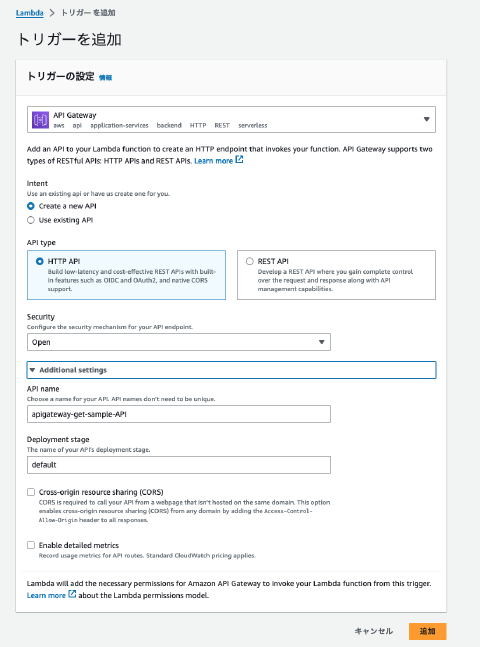 Lambda > トリガーを追加
トリガーを追加
トリガーの設定 情報
API Gateway
aws api application-services backend HTTP REST serverless
Add an API to your Lambda function to create an HTTP endpoint that invokes your function. API Gateway supports two
types of RESTful APIs: HTTP APIs and REST APIs. Learn more
Intent
Use an existing api or have us create one for you.
Create a new API
Use existing API
API type
HTTP API
Build low-latency and cost-effective REST APIs with built-
in features such as OIDC and OAuth2, and native CORS
support.
REST API
Develop a REST API where you gain complete control
over the request and response along with API
management capabilities.
Security
Configure the security mechanism for your API endpoint.
Open
Additional settings
API name
Choose a name for your API. API names don't need to be unique.
apigateway-get-sample-API
Deployment stage
The name of your API's deployment stage.
default
Cross-origin resource sharing (CORS)
CORS is required to call your API from a webpage that isn't hosted on the same domain. This option
enables cross-origin resource sharing (CORS) from any domain by adding the Access-Control-
Allow-Origin header to all responses.
Enable detailed metrics
Record usage metrics for API routes. Standard CloudWatch pricing applies.
Lambda will add the necessary permissions for Amazon API Gateway to invoke your Lambda function from this trigger.
Learn more about the Lambda permissions model.
キャンセル 追加